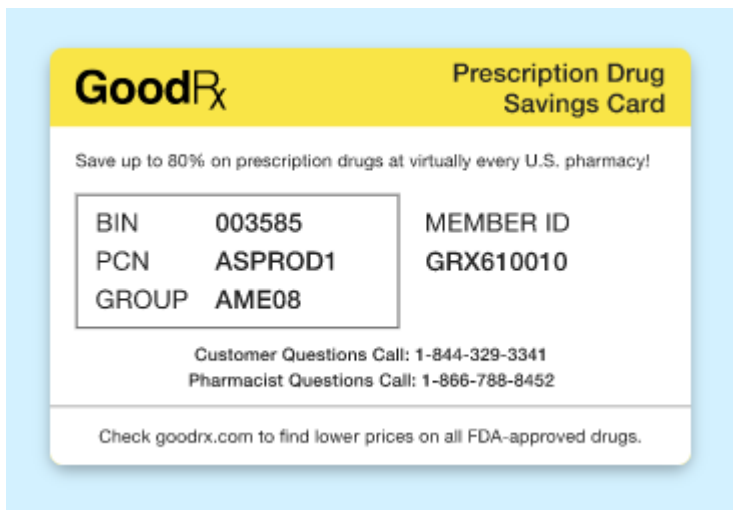 GoodRx
Prescription Drug
Savings Card
Save up to 80% on prescription drugs at virtually every U.S. pharmacy!
BIN 003585
PCN ASPROD1
GROUP AME08
MEMBER ID
GRX610010
Customer Questions Call: 1-844-329-3341
Pharmacist Questions Call: 1-866-788-8452
Check goodrx.com to find lower prices on all FDA-approved drugs.